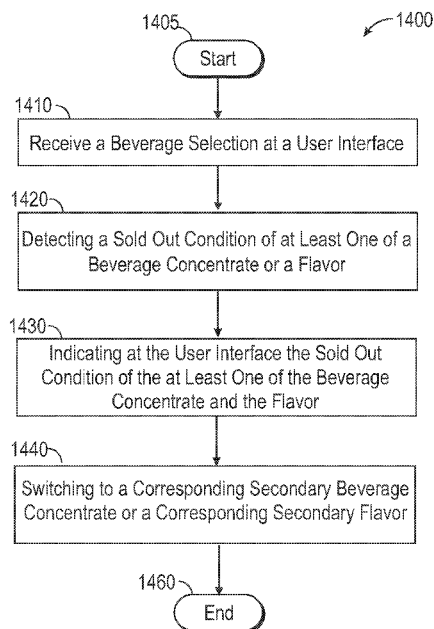 1405
1400
Start
1410
Receive a Beverage Selection at a User Interface
1420
Detecting a Sold Out Condition of at Least One of a
Beverage Concentrate or a Flavor
1430
Indicating at the User Interface the Sold Out
Condition of the at Least One of the Beverage
Concentrate and the Flavor
1440
Switching to a Corresponding Secondary Beverage
Concentrate or a Corresponding Secondary Flavor
1460
End